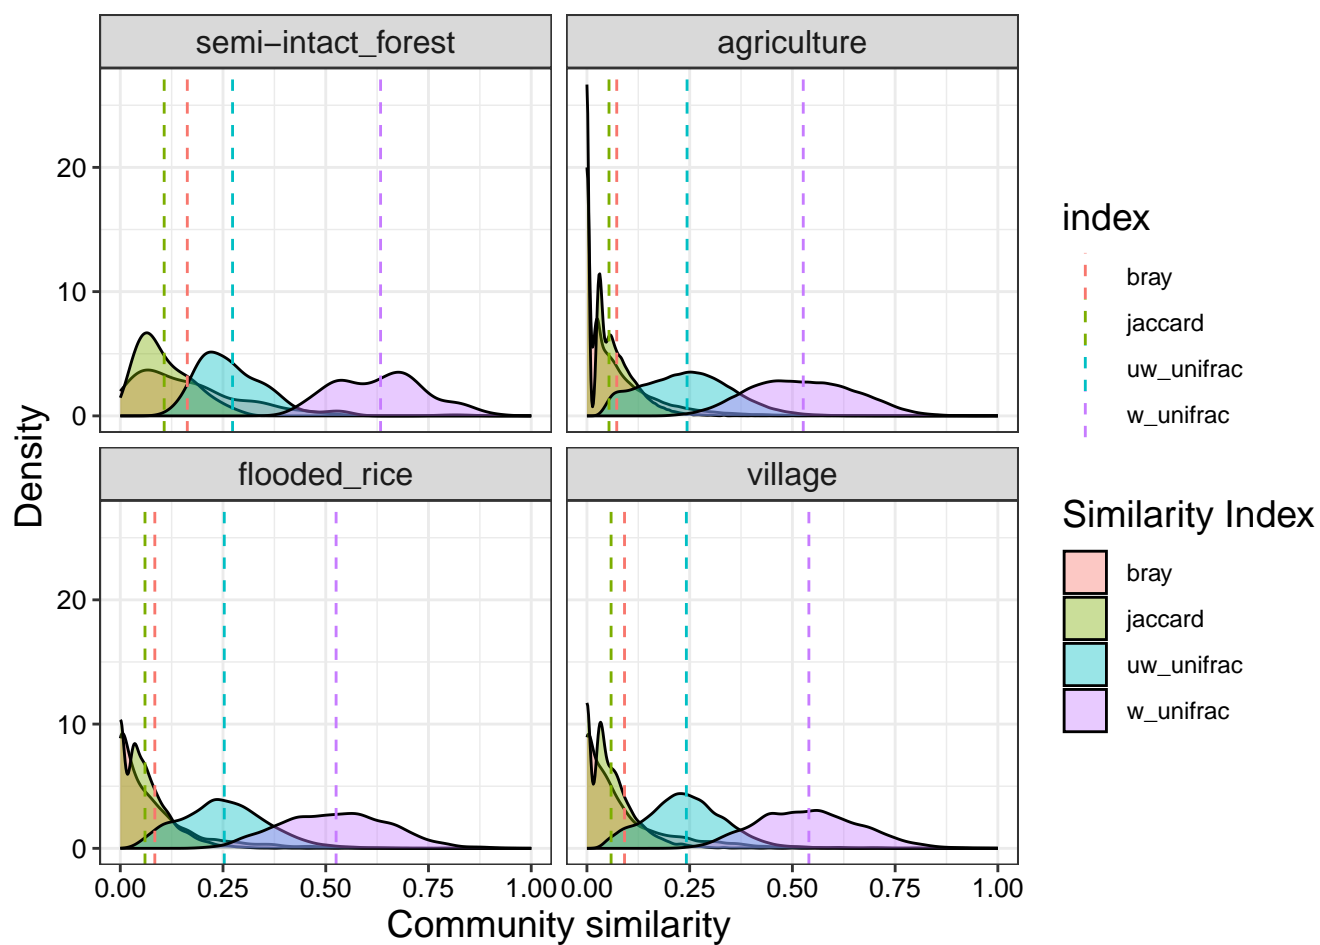 semi−intact_forest
agriculture
20
10
0
flooded_rice
village
20
10
0
0.00 0.25 0.50 0.75 1.00 0.00 0.25 0.50 0.75 1.00
Community similarity
Density
index
bray
jaccard
uw_unifrac
w_unifrac
Similarity Index
bray
jaccard
uw_unifrac
w_unifrac